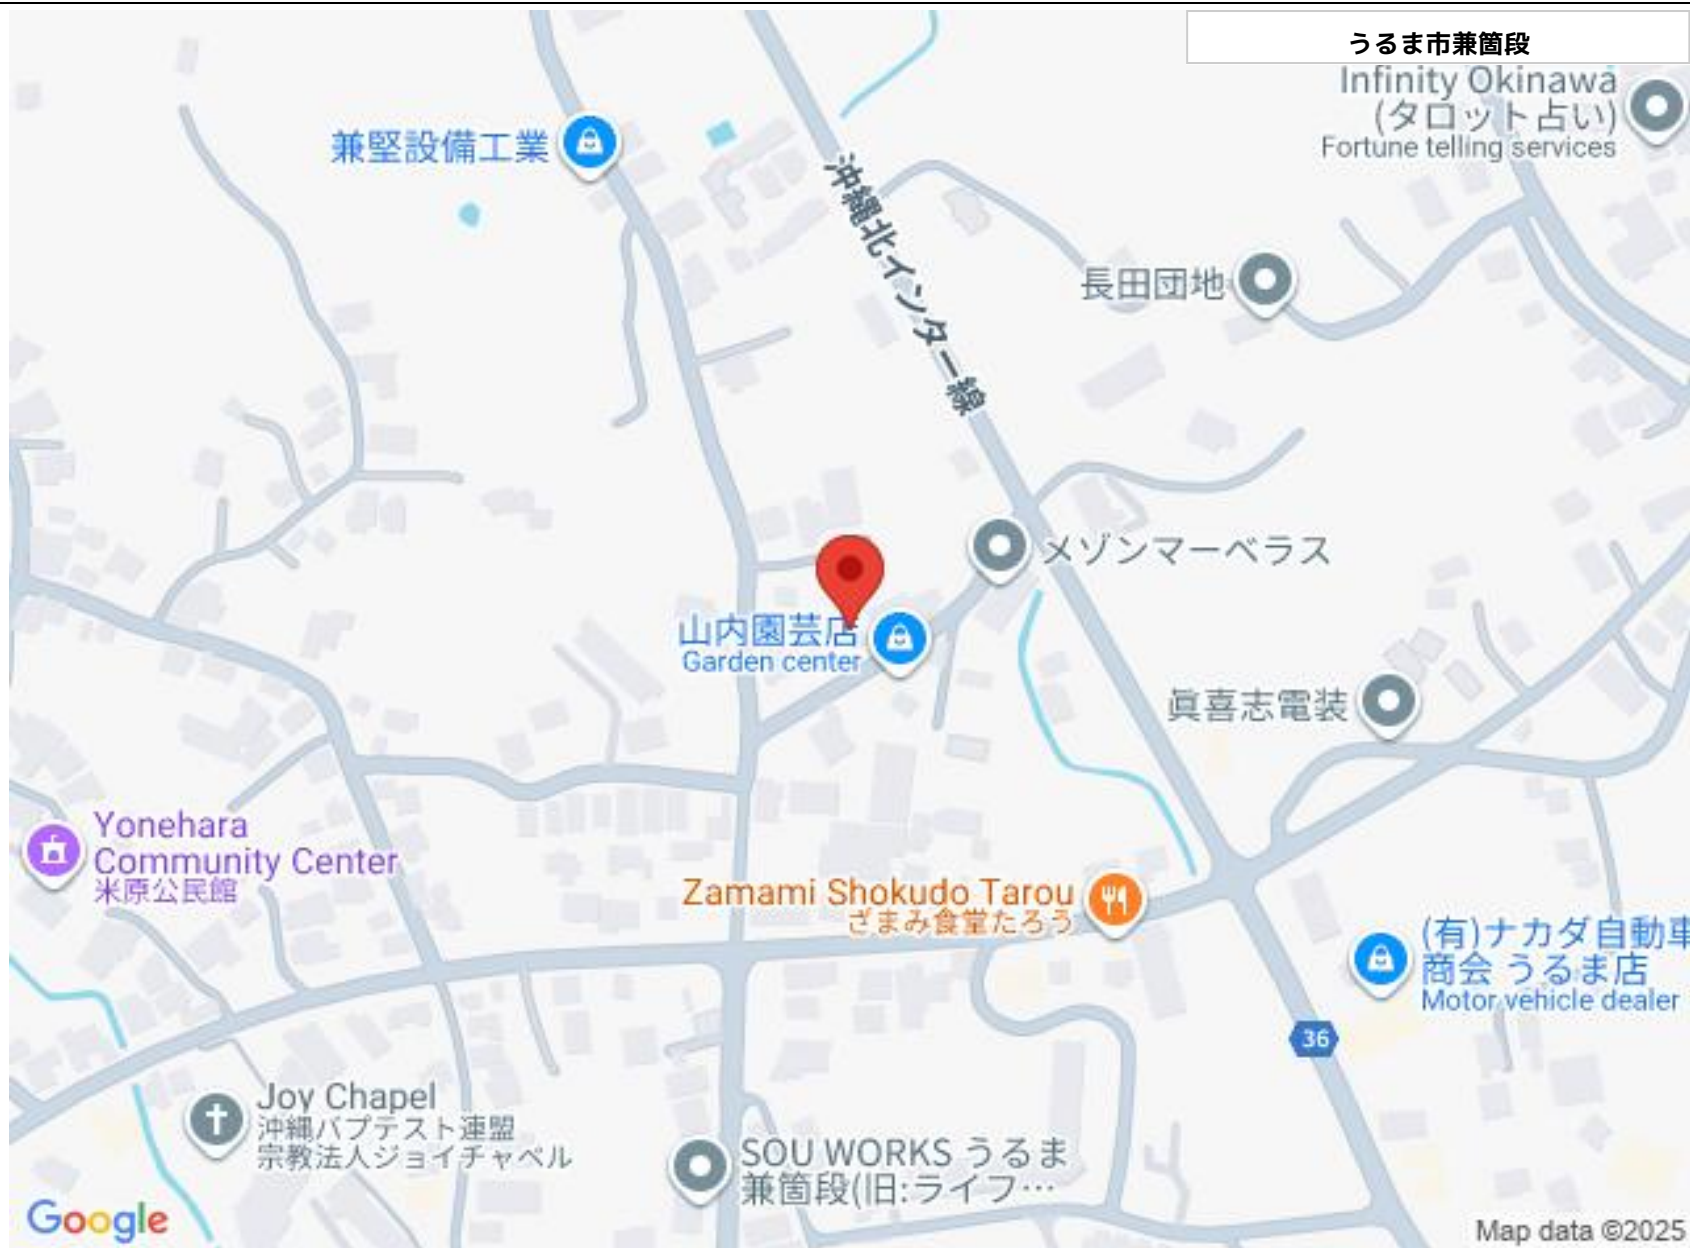 うるま市兼箇段
Infinity Okinawa
(タロット占い)
Fortune telling services
兼堅設備工業
沖縄北インター線
長田団地
メゾンマーベラス
山内園芸店
Garden center
眞喜志電装
Yonehara
Community Center
米原公民館
Zamami Shokudo Tarou
ざまみ食堂たろう
(有)ナカダ自動車
商会 うるま店
Motor vehicle dealer
36
Joy Chapel
沖縄バプテスト連盟
宗教法人ジョイチャペル
SOU WORKS うるま
兼箇段(旧:ライフ…
Google
Map data ©2025